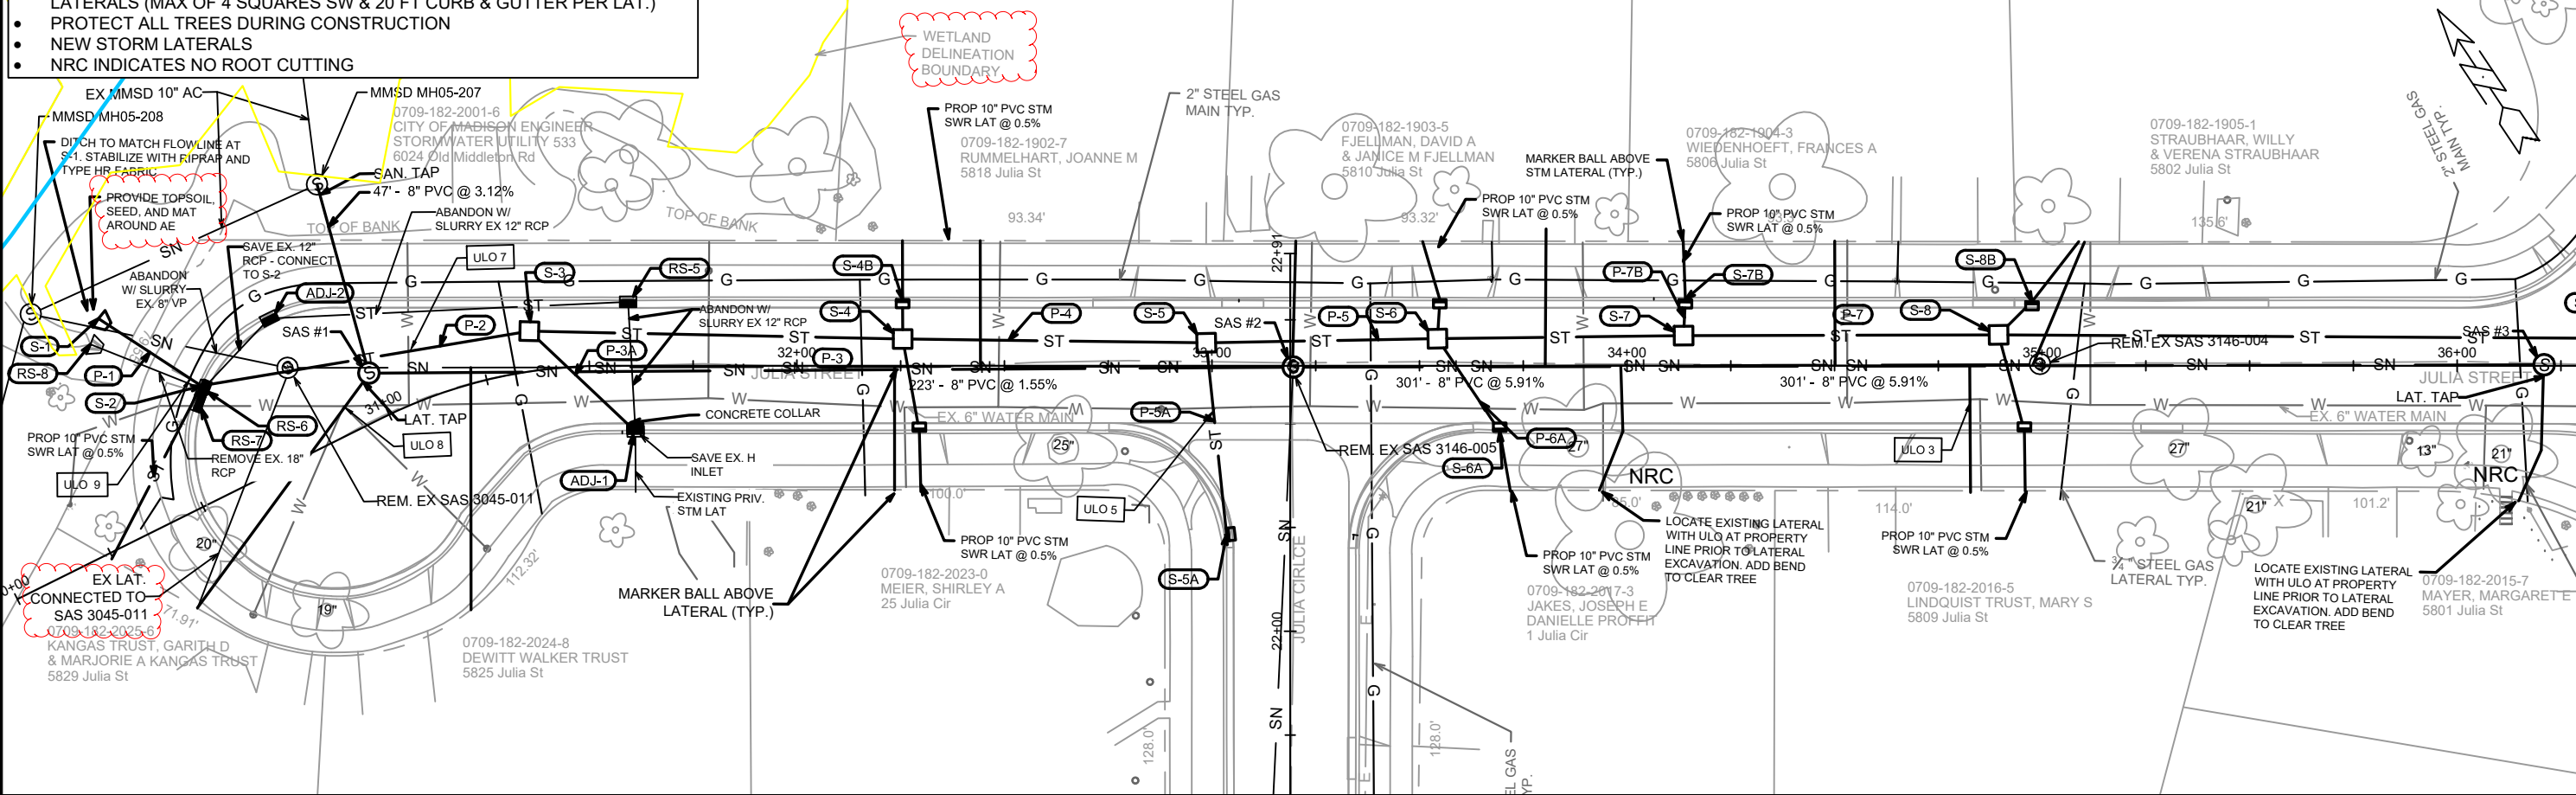 LATERALS (MAX OF 4 SQUARES SW & 20 FT CURB & GUTTER PER LAT.)
• PROTECT ALL TREES DURING CONSTRUCTION
• NEW STORM LATERALS
• NRC INDICATES NO ROOT CUTTING
WETLAND
DELINEATION
BOUNDARY
EX MMSD 10" AC
MMSD MH05-207
MMSD MH05-208
0709-182-2001-6
CITY OF MADISON ENGINEER
STORMWATER UTILITY 533
6024 Old Middleton Rd
DITCH TO MATCH FLOWLINE AT
S-1. STABILIZE WITH RIPRAP AND
TYPE HR FABRIC
SAN. TAP
47' - 8" PVC @ 3.12%
PROVIDE TOPSOIL,
SEED, AND MAT
AROUND AE
ABANDON W/
SLURRY EX 12" RCP
TOP OF BANK
TOP OF BANK
SAVE EX. 12"
RCP - CONNECT
TO S-2
ABANDON
W/ SLURRY
EX. 8" VP
ULO 7
PROP 10" PVC STM
SWR LAT @ 0.5%
0709-182-1902-7
RUMMELHART, JOANNE M
5818 Julia St
2" STEEL GAS
MAIN TYP.
93.34'
0709-182-1903-5
FJELLMAN, DAVID A
& JANICE M FJELLMAN
5810 Julia St
MARKER BALL ABOVE
STM LATERAL (TYP.)
PROP 10" PVC STM
SWR LAT @ 0.5%
93.32'
0709-182-1904-3
WIEDENHOEFT, FRANCES A
5806 Julia St
PROP 10" PVC STM
SWR LAT @ 0.5%
0709-182-1905-1
STRAUBHAAR, WILLY
& VERENA STRAUBHAAR
5802 Julia St
135.6'
2" STEEL GAS
MAIN TYP.
22+91
ADJ-2
S-3
RS-5
S-4B
P-7B
S-7B
S-8B
SAS #1
P-2
ABANDON W/
SLURRY EX 12" RCP
S-4
P-4
S-5
SAS #2
P-5
S-6
S-7
P-7
S-8
SAS #3
S-1
RS-8
P-1
S-2
P-3A
32+00
P-3
33+00
34+00
35+00
REM. EX SAS 3146-004
36+00
JULIA STREET
223' - 8" PVC @ 1.55%
301' - 8" PVC @ 5.91%
301' - 8" PVC @ 5.91%
JULIA STREET
31+00
LAT. TAP
CONCRETE COLLAR
EX. 6" WATER MAIN
P-5A
LAT. TAP
EX. 6" WATER MAIN
RS-6
RS-7
ULO 8
PROP 10" PVC STM
SWR LAT @ 0.5%
REMOVE EX. 18"
RCP
ULO 9
SAVE EX. H
INLET
ADJ-1
REM. EX SAS 3045-011
EXISTING PRIV.
STM LAT
100.0'
25"
ULO 5
REM. EX SAS 3146-005
P-6A
S-6A
27"
NRC
ULO 3
27"
13"
21"
NRC
114.0'
21"
101.2'
PROP 10" PVC STM
SWR LAT @ 0.5%
PROP 10" PVC STM
SWR LAT @ 0.5%
LOCATE EXISTING LATERAL
WITH ULO AT PROPERTY
LINE PRIOR TO LATERAL
EXCAVATION. ADD BEND
TO CLEAR TREE
PROP 10" PVC STM
SWR LAT @ 0.5%
3/4" STEEL GAS
LATERAL TYP.
LOCATE EXISTING LATERAL
WITH ULO AT PROPERTY
LINE PRIOR TO LATERAL
EXCAVATION. ADD BEND
TO CLEAR TREE
0709-182-2015-7
MAYER, MARGARET E
5801 Julia St
20"
19"
112.32'
EX LAT.
CONNECTED TO
SAS 3045-011
71.91'
0709-182-2025-6
KANGAS TRUST, GARITH D
& MARJORIE A KANGAS TRUST
5829 Julia St
0709-182-2024-8
DEWITT WALKER TRUST
5825 Julia St
MARKER BALL ABOVE
LATERAL (TYP.)
0709-182-2023-0
MEIER, SHIRLEY A
25 Julia Cir
S-5A
JULIA CIRLCE
22+00
0709-182-2017-3
JAKES, JOSEPH E
DANIELLE PROFFIT
1 Julia Cir
0709-182-2016-5
LINDQUIST TRUST, MARY S
5809 Julia St
128.0'
128.0'